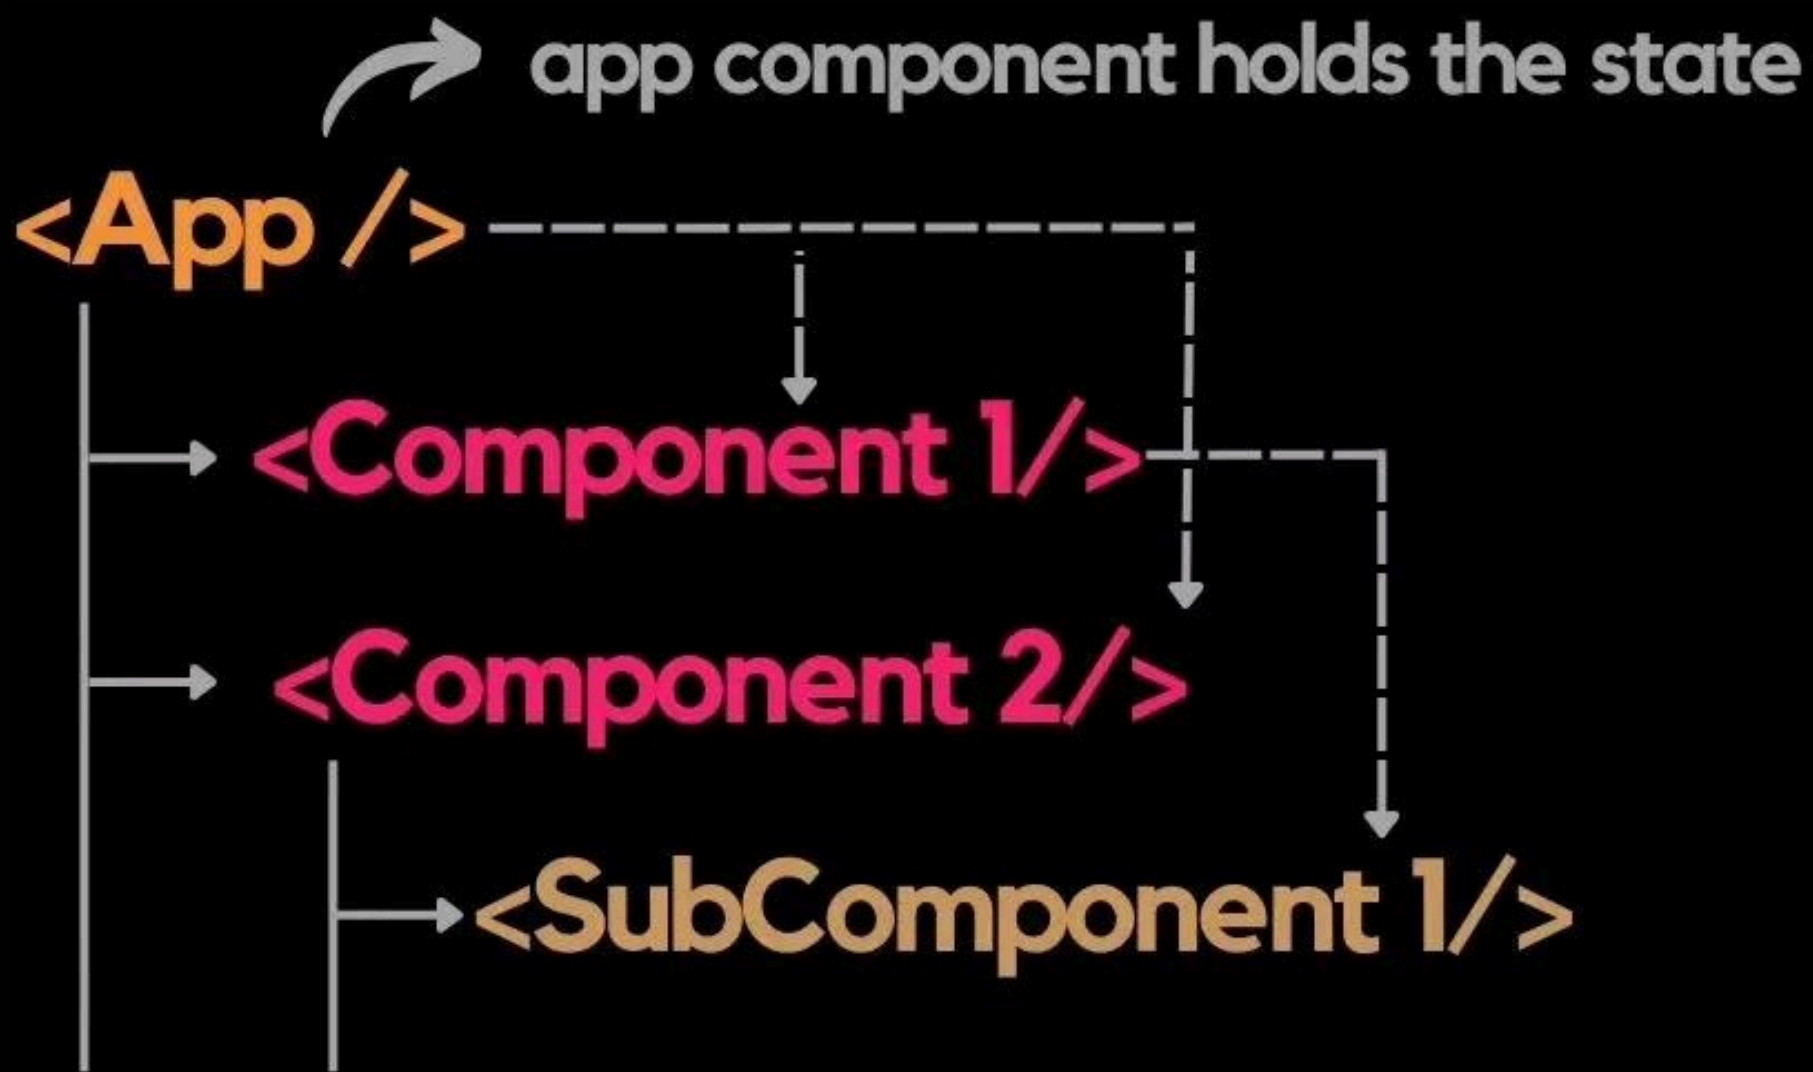 app component holds the state
<App />
<Component 1/>
<Component 2/>
<SubComponent 1/>